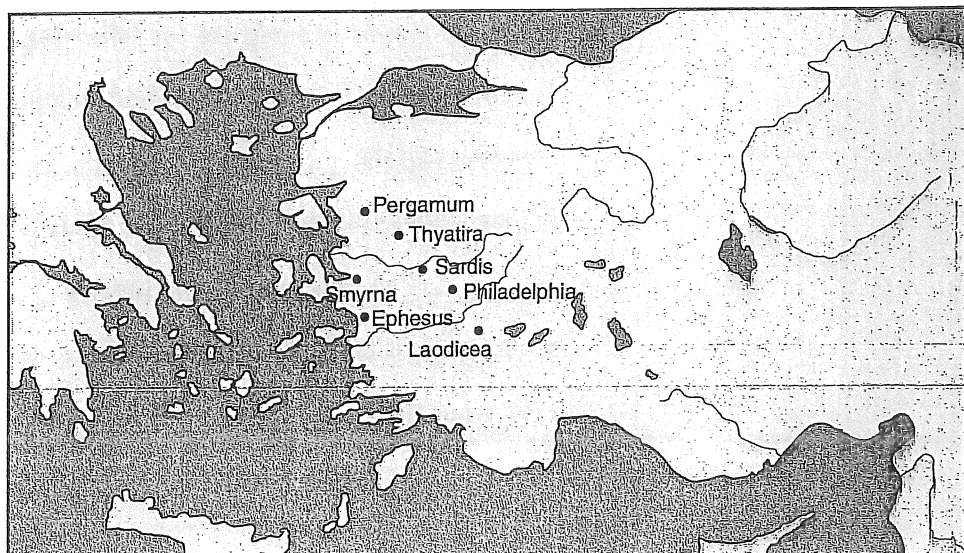 Pergamum
Thyatira
Sardis
Smyrna
Philadelphia
Ephesus
Laodicea